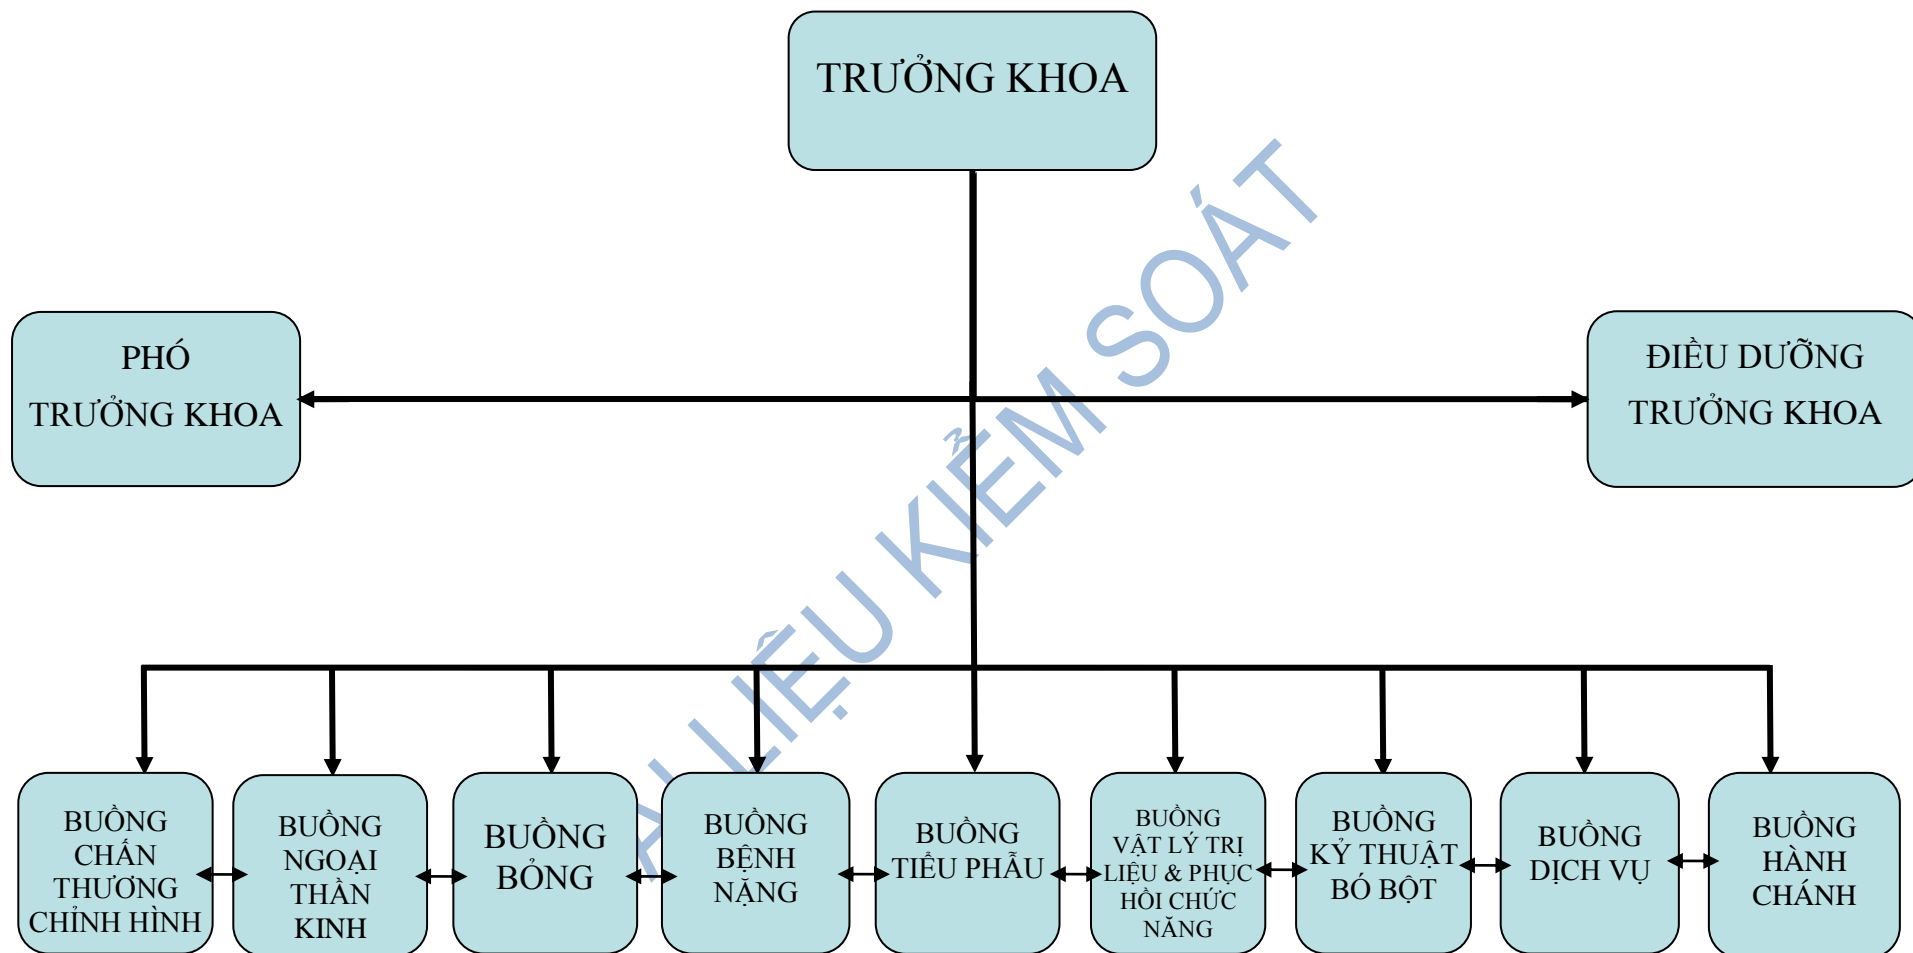 TRƯỞNG KHOA
PHÓ
TRƯỞNG KHOA
ĐIỀU DƯỠNG
TRƯỞNG KHOA
BUỒNG
CHẤN
THƯƠNG
CHỈNH HÌNH
BUỒNG
NGOẠI
THẦN
KINH
BUỒNG
BỎNG
BUỒNG
BỆNH
NẶNG
BUỒNG
TIỂU PHẪU
BUỒNG
VẬT LÝ TRỊ
LIỆU & PHỤC
HỒI CHỨC
NĂNG
BUỒNG
KỶ THUẬT
BÓ BỘT
BUỒNG
DỊCH VỤ
BUỒNG
HÀNH
CHÁNH
LIỆU KIỂM SOÁT